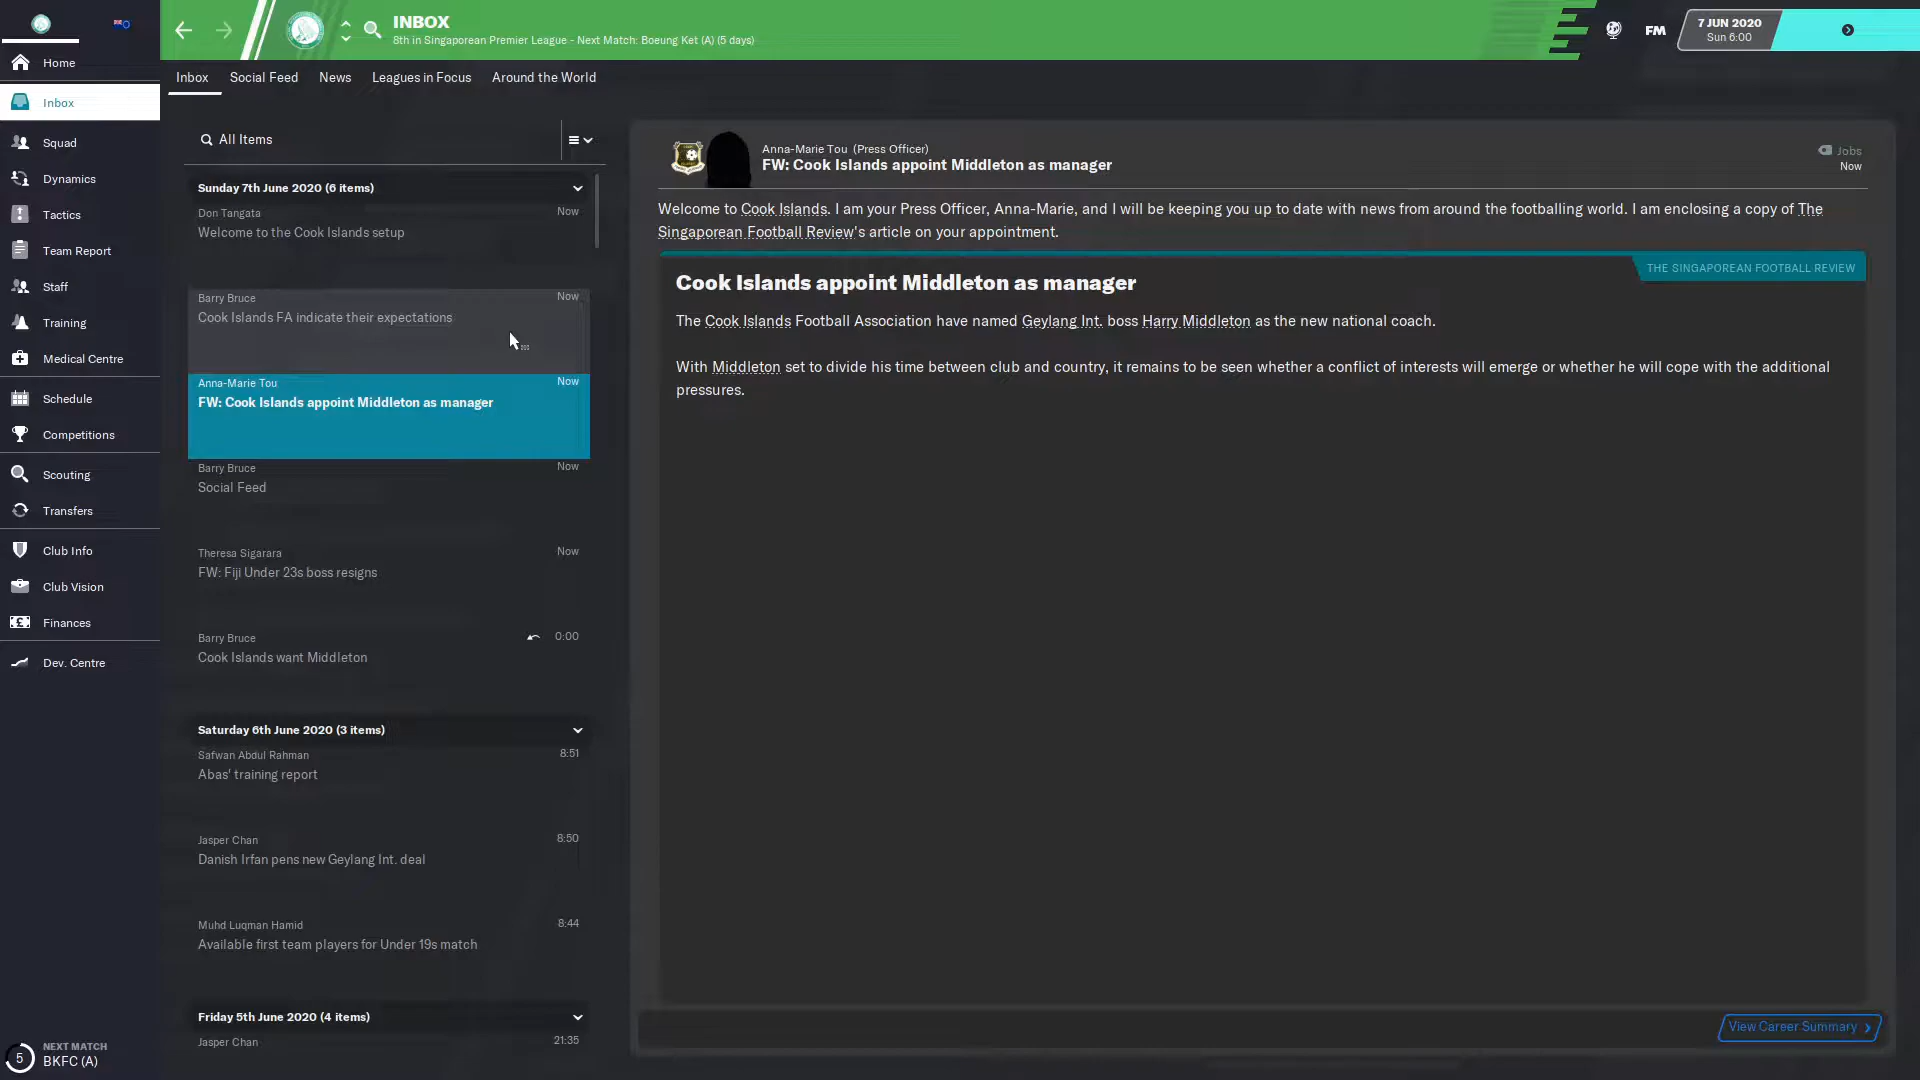 INBOX
8th in Singaporean Premier League - Next Match: Boeung Ket (A) (5 days)
FM
7 JUN 2020
Sun 6:00
Home
Inbox
Squad
Dynamics
Tactics
Team Report
Staff
Training
Medical Centre
Schedule
Competitions
Scouting
Transfers
Club Info
Club Vision
Finances
Dev. Centre
5
NEXT MATCH
BKFC (A)
Inbox Social Feed News Leagues in Focus Around the World
All Items
Sunday 7th June 2020 (6 items)
Don Tangata Now
Welcome to the Cook Islands setup
Barry Bruce Now
Cook Islands FA indicate their expectations
Anna-Marie Tou Now
FW: Cook Islands appoint Middleton as manager
Barry Bruce Now
Social Feed
Theresa Sigarara Now
FW: Fiji Under 23s boss resigns
Barry Bruce 0:00
Cook Islands want Middleton
Saturday 6th June 2020 (3 items)
Safwan Abdul Rahman 8:51
Abas' training report
Jasper Chan 8:50
Danish Irfan pens new Geylang Int. deal
Muhd Luqman Hamid 8:44
Available first team players for Under 19s match
Friday 5th June 2020 (4 items)
Jasper Chan 21:35
Anna-Marie Tou (Press Officer)
FW: Cook Islands appoint Middleton as manager
Jobs
Now
Welcome to Cook Islands. I am your Press Officer, Anna-Marie, and I will be keeping you up to date with news from around the footballing world. I am enclosing a copy of The
Singaporean Football Review's article on your appointment.
THE SINGAPOREAN FOOTBALL REVIEW
Cook Islands appoint Middleton as manager
The Cook Islands Football Association have named Geylang Int. boss Harry Middleton as the new national coach.
With Middleton set to divide his time between club and country, it remains to be seen whether a conflict of interests will emerge or whether he will cope with the additional
pressures.
View Career Summary